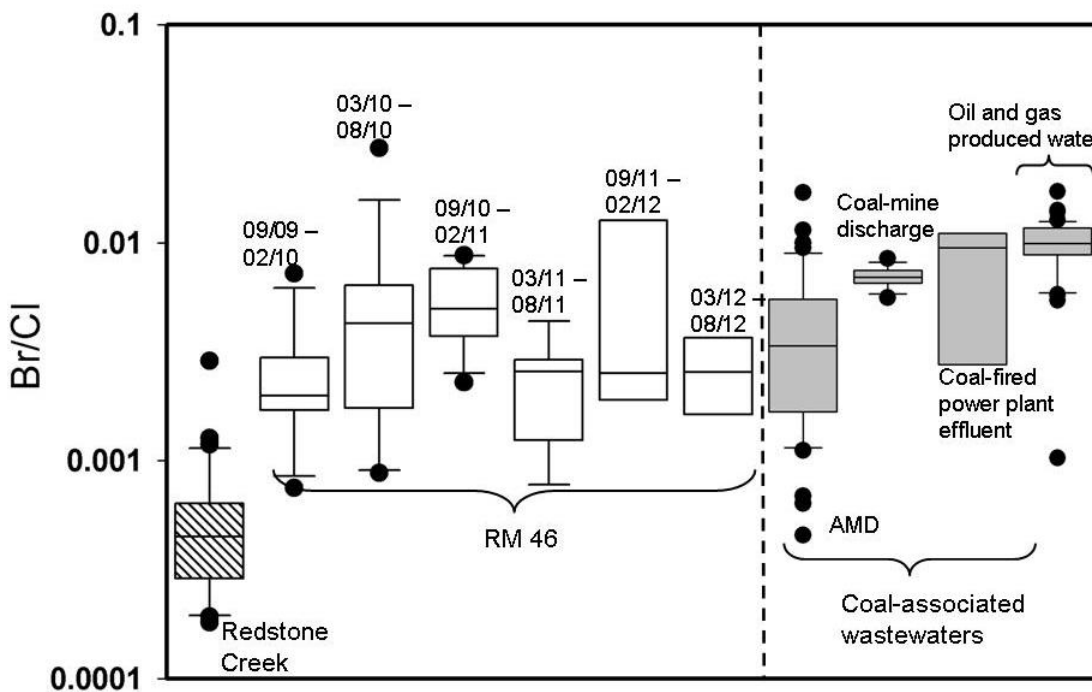 0.1
0.01
0.001
0.0001
Br/Cl
Redstone
Creek
09/09 –
02/10
03/10 –
08/10
09/10 –
02/11
03/11 –
08/11
09/11 –
02/12
03/12 –
08/12
RM 46
AMD
Coal-mine
discharge
Coal-fired
power plant
effluent
Oil and gas
produced wate
Coal-associated
wastewaters